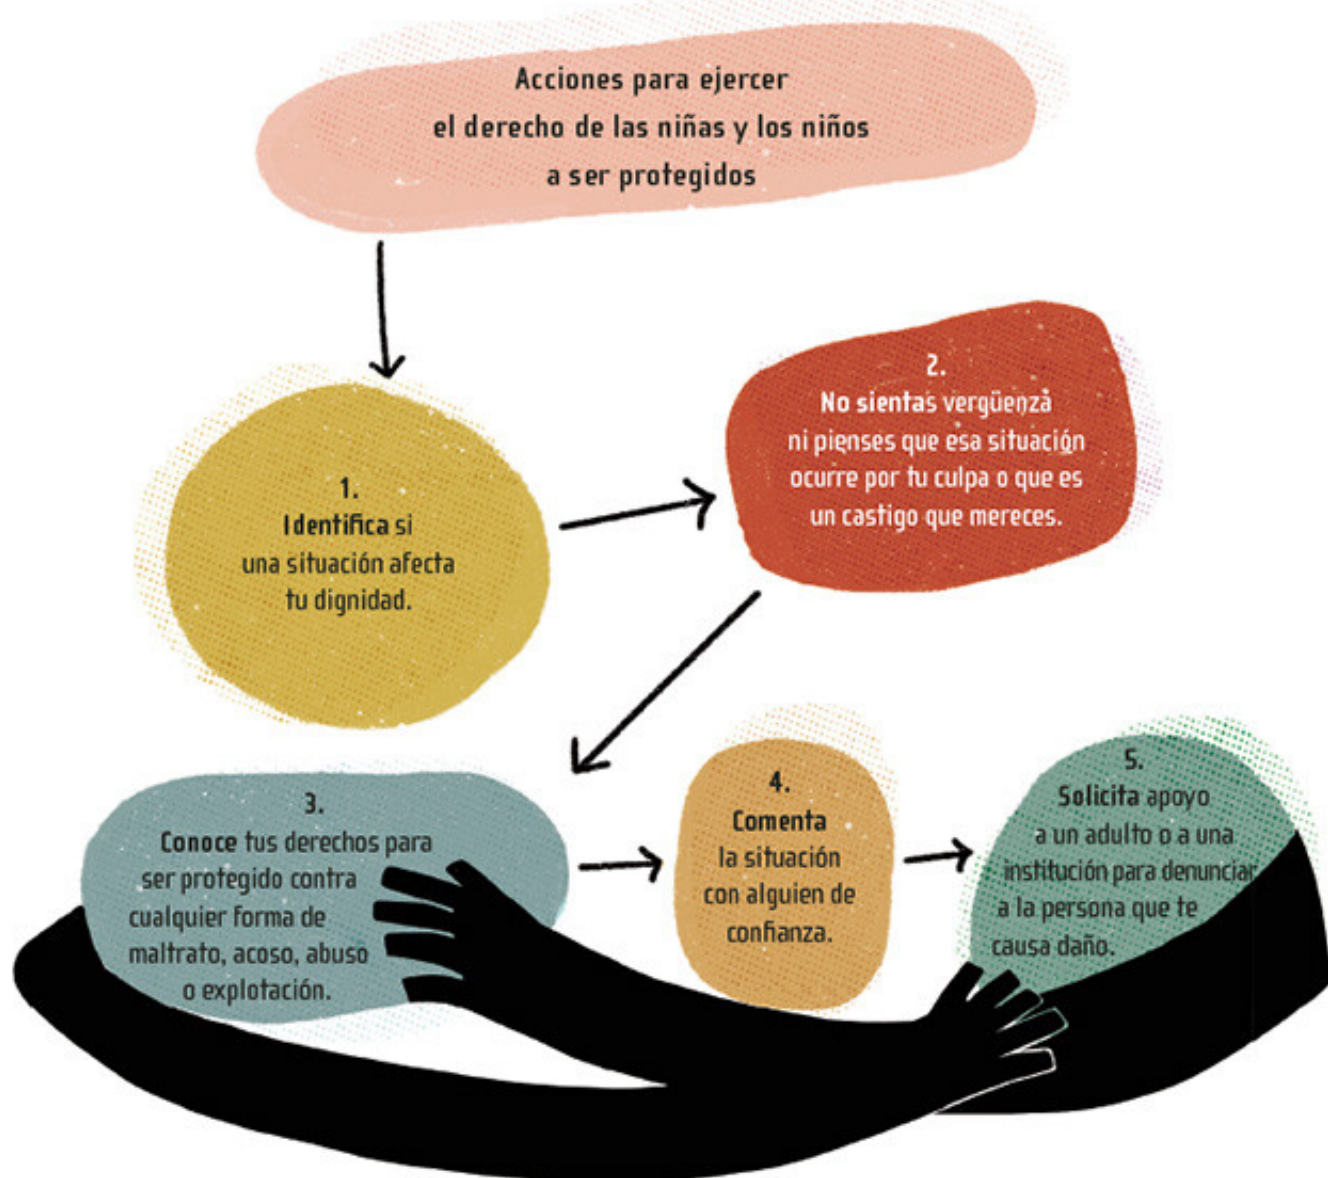 Acciones para ejercer
el derecho de las niñas y los niños
a ser protegidos
1.
Identifica si
una situación afecta
tu dignidad.
2.
No sientas vergüenza
ni pienses que esa situación
ocurre por tu culpa o que es
un castigo que mereces.
3.
Conoce tus derechos para
ser protegido contra
cualquier forma de
maltrato, acoso, abuso
o explotación.
4.
Comenta
la situación
con alguien de
confianza.
5.
Solicita apoyo
a un adulto o a una
institución para denunciar
a la persona que te
causa daño.